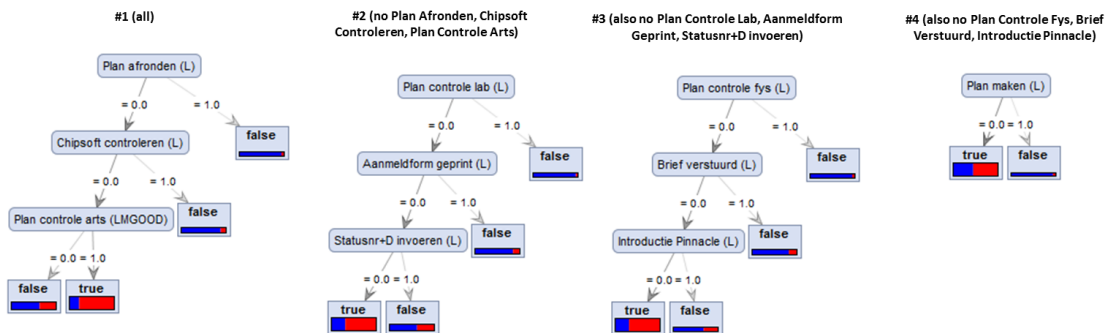 #1 (all)
Plan afronden (L)
= 0.0
= 1.0
Chipsoft controleren (L)
false
= 0.0
= 1.0
Plan controle arts (LMGOOD)
false
= 0.0 = 1.0
false
true
#2 (no Plan Afronden, Chipsoft
Controleren, Plan Controle Arts)
Plan controle lab (L)
= 0.0
= 1.0
Aanmeldform geprint (L)
false
= 0.0
= 1.0
Statusnr+D invoeren (L)
false
= 0.0 = 1.0
true
false
#3 (also no Plan Controle Lab, Aanmeldform
Geprint, Statusnr+D invoeren)
Plan controle fys (L)
= 0.0
= 1.0
Brief verstuurd (L)
false
= 0.0
= 1.0
Introductie Pinnacle (L)
false
= 0.0 = 1.0
true
false
#4 (also no Plan Controle Fys, Brief
Verstuurd, Introductie Pinnacle)
Plan maken (L)
= 0.0 = 1.0
true
false